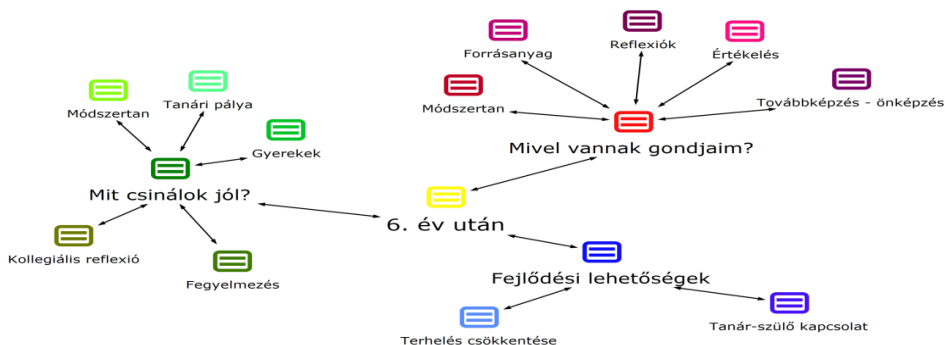 Forrásanyag
Reflexiók
Értékelés
Módszertan
Tanári pálya
Módszertan
Továbbképzés - önképzés
Gyerekek
Mivel vannak gondjaim?
Mit csinálok jól?
6. év után
Kollegiális reflexió
Fegyelmezés
Fejlődési lehetőségek
Terhelés csökkentése
Tanár-szülő kapcsolat